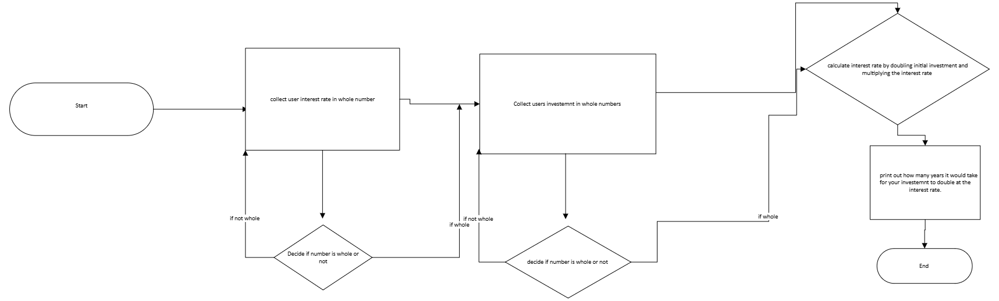 Start
collect user interest rate in whole number
Collect users investemnt in whole numbers
calculate interest rate by doubling initial investment and
multiplying the interest rate
print out how many years it would take
for your investemnt to double at the
interest rate.
if not whole
if whole
if not whole
if whole
Decide if number is whole or
not
decide if number is whole or not
End